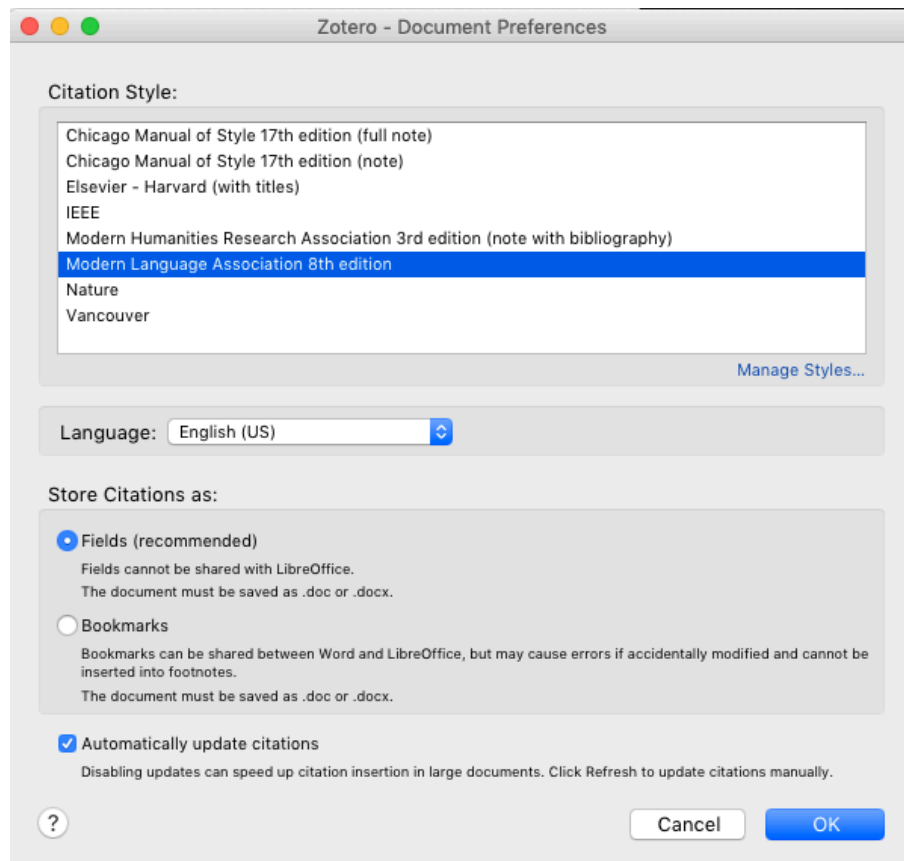 Zotero - Document Preferences
Citation Style:
Chicago Manual of Style 17th edition (full note)
Chicago Manual of Style 17th edition (note)
Elsevier - Harvard (with titles)
IEEE
Modern Humanities Research Association 3rd edition (note with bibliography)
Modern Language Association 8th edition
Nature
Vancouver
Manage Styles...
Language: English (US)
Store Citations as:
Fields (recommended)
Fields cannot be shared with LibreOffice.
The document must be saved as .doc or .docx.
Bookmarks
Bookmarks can be shared between Word and LibreOffice, but may cause errors if accidentally modified and cannot be
inserted into footnotes.
The document must be saved as .doc or .docx.
Automatically update citations
Disabling updates can speed up citation insertion in large documents. Click Refresh to update citations manually.
? Cancel OK